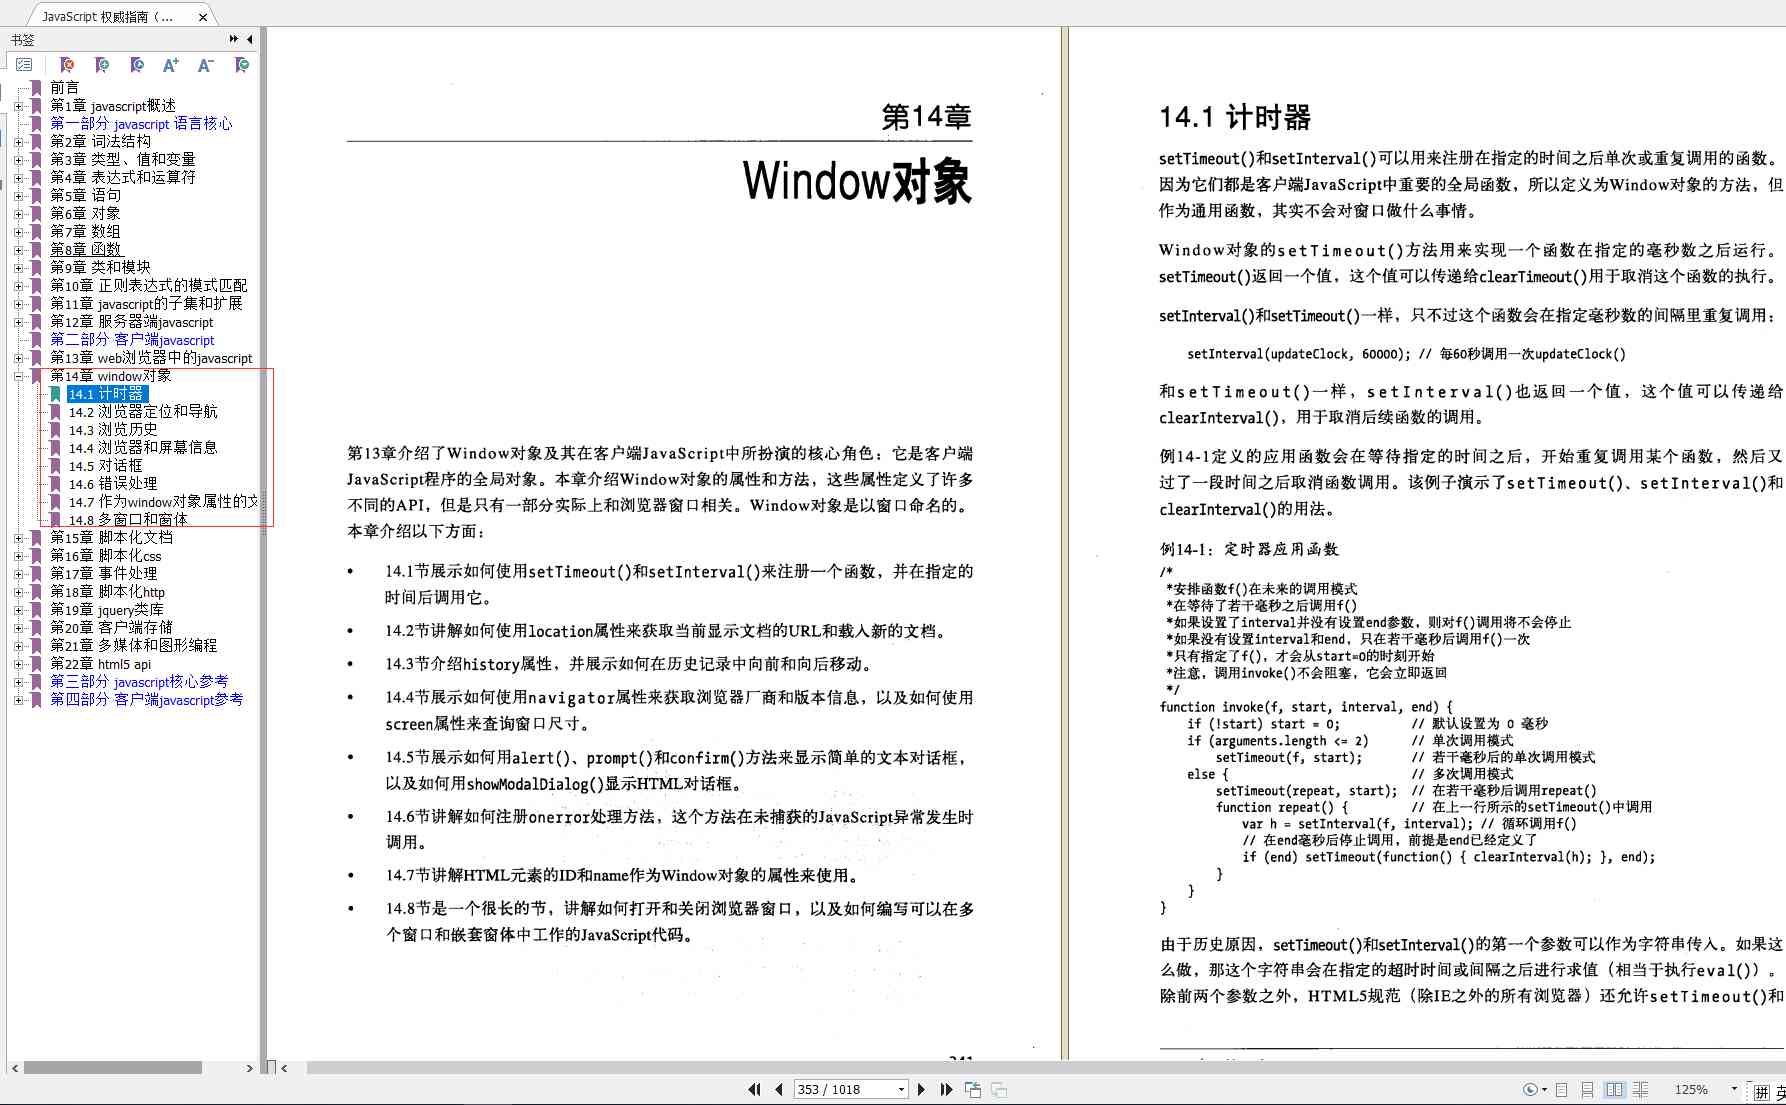 JavaScript 权威指南（...
书签
前言
第1章 javascript概述
第一部分 javascript 语言核心
第2章 词法结构
第3章 类型、值和变量
第4章 表达式和运算符
第5章 语句
第6章 对象
第7章 数组
第8章 函数
第9章 类和模块
第10章 正则表达式的模式匹配
第11章 javascript的子集和扩展
第12章 服务器端javascript
第二部分 客户端javascript
第13章 web浏览器中的javascript
第14章 window对象
14.1 计时器
14.2 浏览器定位和导航
14.3 浏览历史
14.4 浏览器和屏幕信息
14.5 对话框
14.6 错误处理
14.7 作为window对象属性的文
14.8 多窗口和窗体
第15章 脚本化文档
第16章 脚本化css
第17章 事件处理
第18章 脚本化http
第19章 jquery类库
第20章 客户端存储
第21章 多媒体和图形编程
第22章 html5 api
第三部分 javascript核心参考
第四部分 客户端javascript参考
第14章
Window对象
第13章介绍了Window对象及其在客户端JavaScript中所扮演的核心角色：它是客户端
JavaScript程序的全局对象。本章介绍Window对象的属性和方法，这些属性定义了许多
不同的API，但是只有一部分实际上和浏览器窗口相关。Window对象是以窗口命名的。
本章介绍以下方面：
• 14.1节展示如何使用setTimeout()和setInterval()来注册一个函数，并在指定的
时间后调用它。
• 14.2节讲解如何使用location属性来获取当前显示文档的URL和载入新的文档。
• 14.3节介绍history属性，并展示如何在历史记录中向前和向后移动。
• 14.4节展示如何使用navigator属性来获取浏览器厂商和版本信息，以及如何使用
screen属性来查询窗口尺寸。
• 14.5节展示如何用alert()、prompt()和confirm()方法来显示简单的文本对话框，
以及如何用showModalDialog()显示HTML对话框。
• 14.6节讲解如何注册onerror处理方法，这个方法在未捕获的JavaScript异常发生时
调用。
• 14.7节讲解HTML元素的ID和name作为Window对象的属性来使用。
• 14.8节是一个很长的节，讲解如何打开和关闭浏览器窗口，以及如何编写可以在多
个窗口和嵌套窗体中工作的JavaScript代码。
341
14.1 计时器
setTimeout()和setInterval()可以用来注册在指定的时间之后单次或重复调用的函数。
因为它们都是客户端JavaScript中重要的全局函数，所以定义为Window对象的方法，但
作为通用函数，其实不会对窗口做什么事情。
Window对象的setTimeout()方法用来实现一个函数在指定的毫秒数之后运行。
setTimeout()返回一个值，这个值可以传递给clearTimeout()用于取消这个函数的执行。
setInterval()和setTimeout()一样，只不过这个函数会在指定毫秒数的间隔里重复调用：
setInterval(updateClock, 60000); // 每60秒调用一次updateClock()
和setTimeout()一样，setInterval()也返回一个值，这个值可以传递给
clearInterval()，用于取消后续函数的调用。
例14-1定义的应用函数会在等待指定的时间之后，开始重复调用某个函数，然后又
过了一段时间之后取消函数调用。该例子演示了setTimeout()、setInterval()和
clearInterval()的用法。
例14-1：定时器应用函数
/*
*安排函数f()在未来的调用模式
*在等待了若干毫秒之后调用f()
*如果设置了interval并没有设置end参数，则对f()调用将不会停止
*如果没有设置interval和end，只在若干毫秒后调用f()一次
*只有指定了f()，才会从start=0的时刻开始
*注意，调用invoke()不会阻塞，它会立即返回
*/
function invoke(f, start, interval, end) {
if (!start) start = 0; // 默认设置为 0 毫秒
if (arguments.length <= 2) // 单次调用模式
setTimeout(f, start); // 若干毫秒后的单次调用模式
else { // 多次调用模式
setTimeout(repeat, start); // 在若干毫秒后调用repeat()
function repeat() { // 在上一行所示的setTimeout()中调用
var h = setInterval(f, interval); // 循环调用f()
// 在end毫秒后停止调用，前提是end已经定义了
if (end) setTimeout(function() { clearInterval(h); }, end);
}
}
}
由于历史原因，setTimeout()和setInterval()的第一个参数可以作为字符串传入。如果这
么做，那这个字符串会在指定的超时时间或间隔之后进行求值（相当于执行eval()）。
除前两个参数之外，HTML5规范（除IE之外的所有浏览器）还允许setTimeout()和
353 / 1018
125%
拼 英